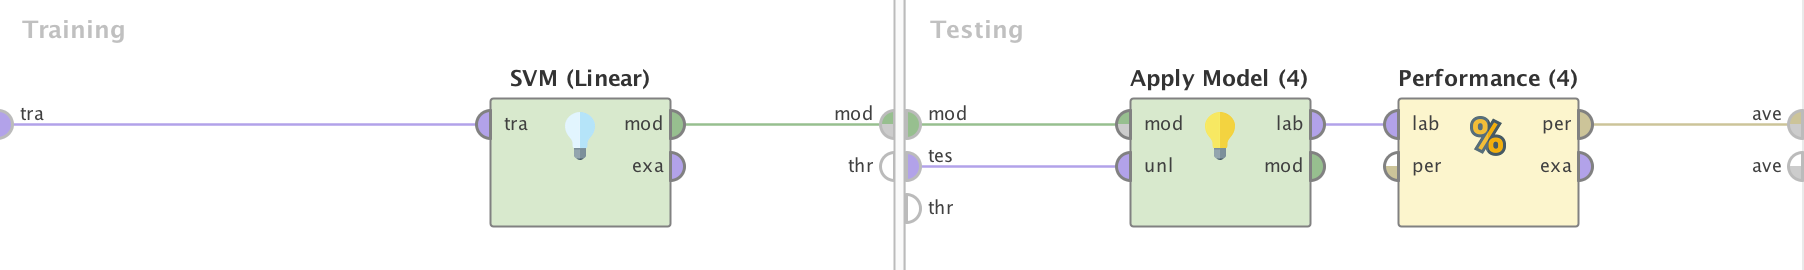 Training
tra
SVM (Linear)
tra
mod
exa
mod
thr
Testing
mod
tes
thr
Apply Model (4)
mod
lab
unl
mod
Performance (4)
%
lab
per
per
exa
ave
ave